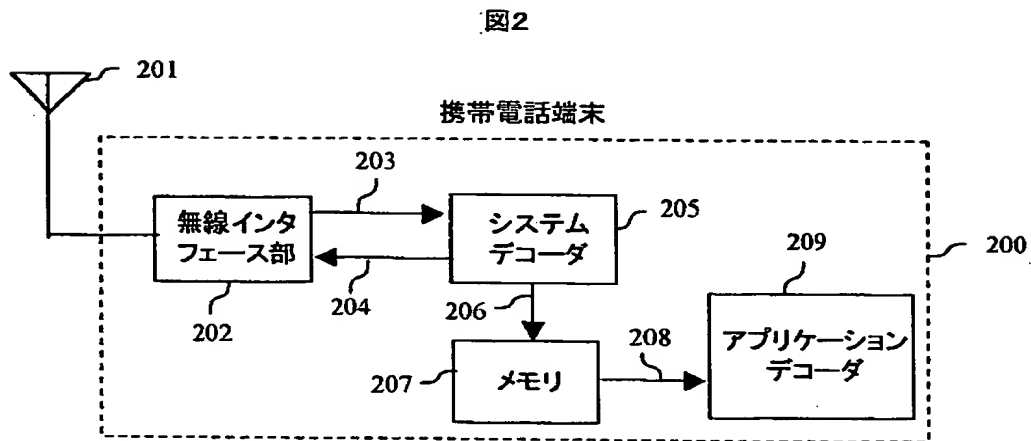 図2
201
携帯電話端末
203
無線インタ
フェース部
システム
デコーダ
205
209
200
204
202
206
アプリケーション
デコーダ
208
207
メモリ